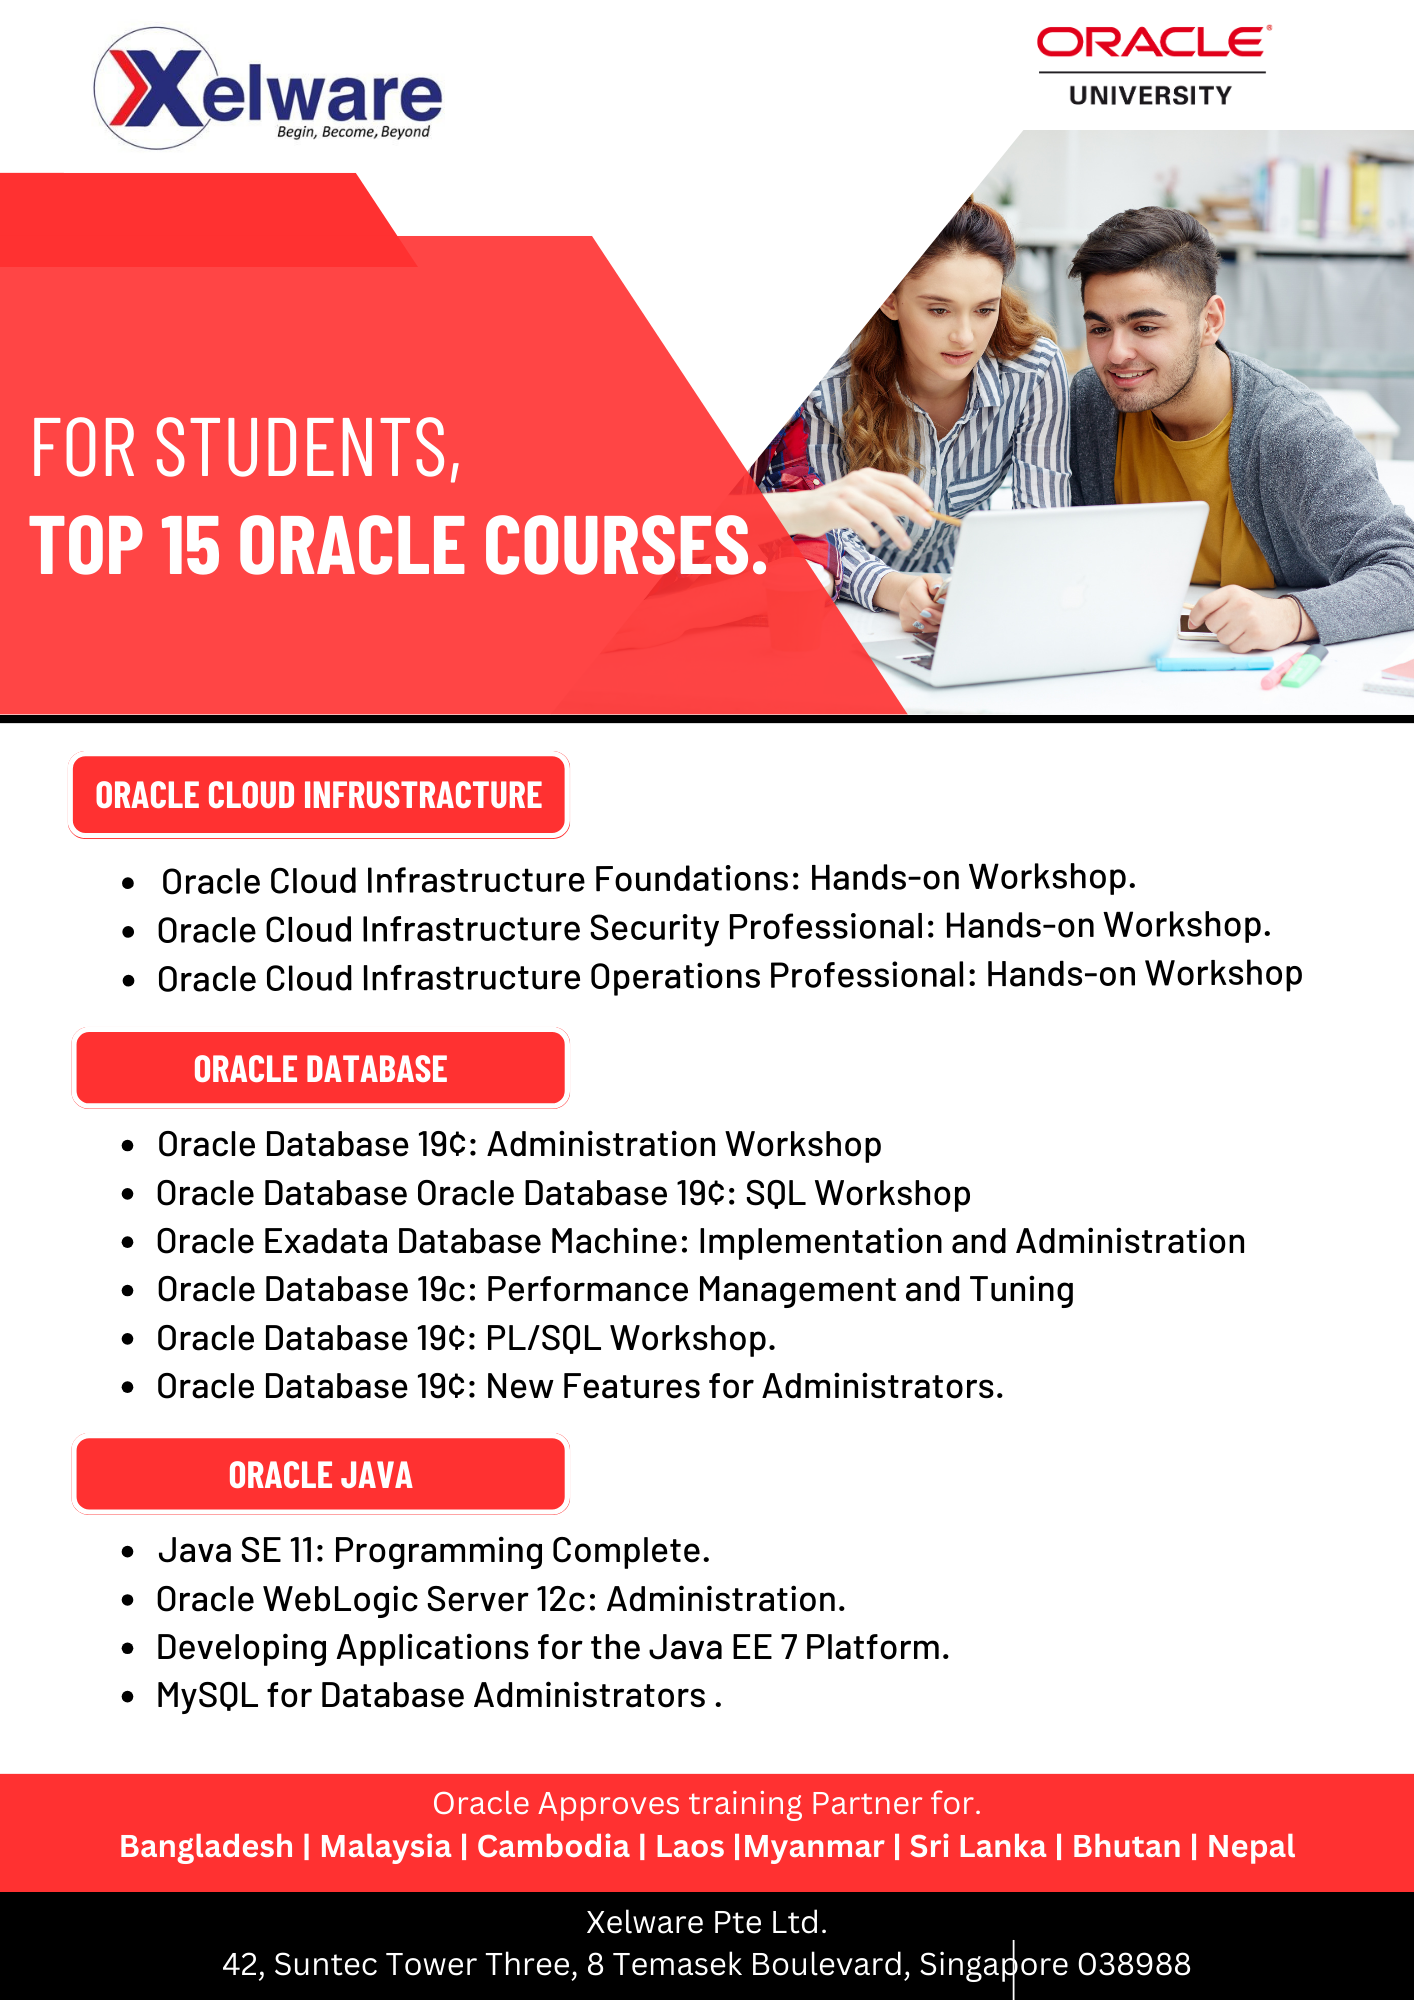 Xelware
Begin, Become, Beyond
ORACLE®
UNIVERSITY
FOR STUDENTS,
TOP 15 ORACLE COURSES.
ORACLE CLOUD INFRUSTRACTURE
• Oracle Cloud Infrastructure Foundations: Hands-on Workshop.
• Oracle Cloud Infrastructure Security Professional: Hands-on Workshop.
• Oracle Cloud Infrastructure Operations Professional: Hands-on Workshop
ORACLE DATABASE
• Oracle Database 19¢: Administration Workshop
• Oracle Database Oracle Database 19¢: SQL Workshop
• Oracle Exadata Database Machine: Implementation and Administration
• Oracle Database 19c: Performance Management and Tuning
• Oracle Database 19¢: PL/SQL Workshop.
• Oracle Database 19¢: New Features for Administrators.
ORACLE JAVA
• Java SE 11: Programming Complete.
• Oracle WebLogic Server 12c: Administration.
• Developing Applications for the Java EE 7 Platform.
• MySQL for Database Administrators .
Oracle Approves training Partner for.
Bangladesh | Malaysia | Cambodia | Laos |Myanmar | Sri Lanka | Bhutan | Nepal
Xelware Pte Ltd.
42, Suntec Tower Three, 8 Temasek Boulevard, Singapore 038988